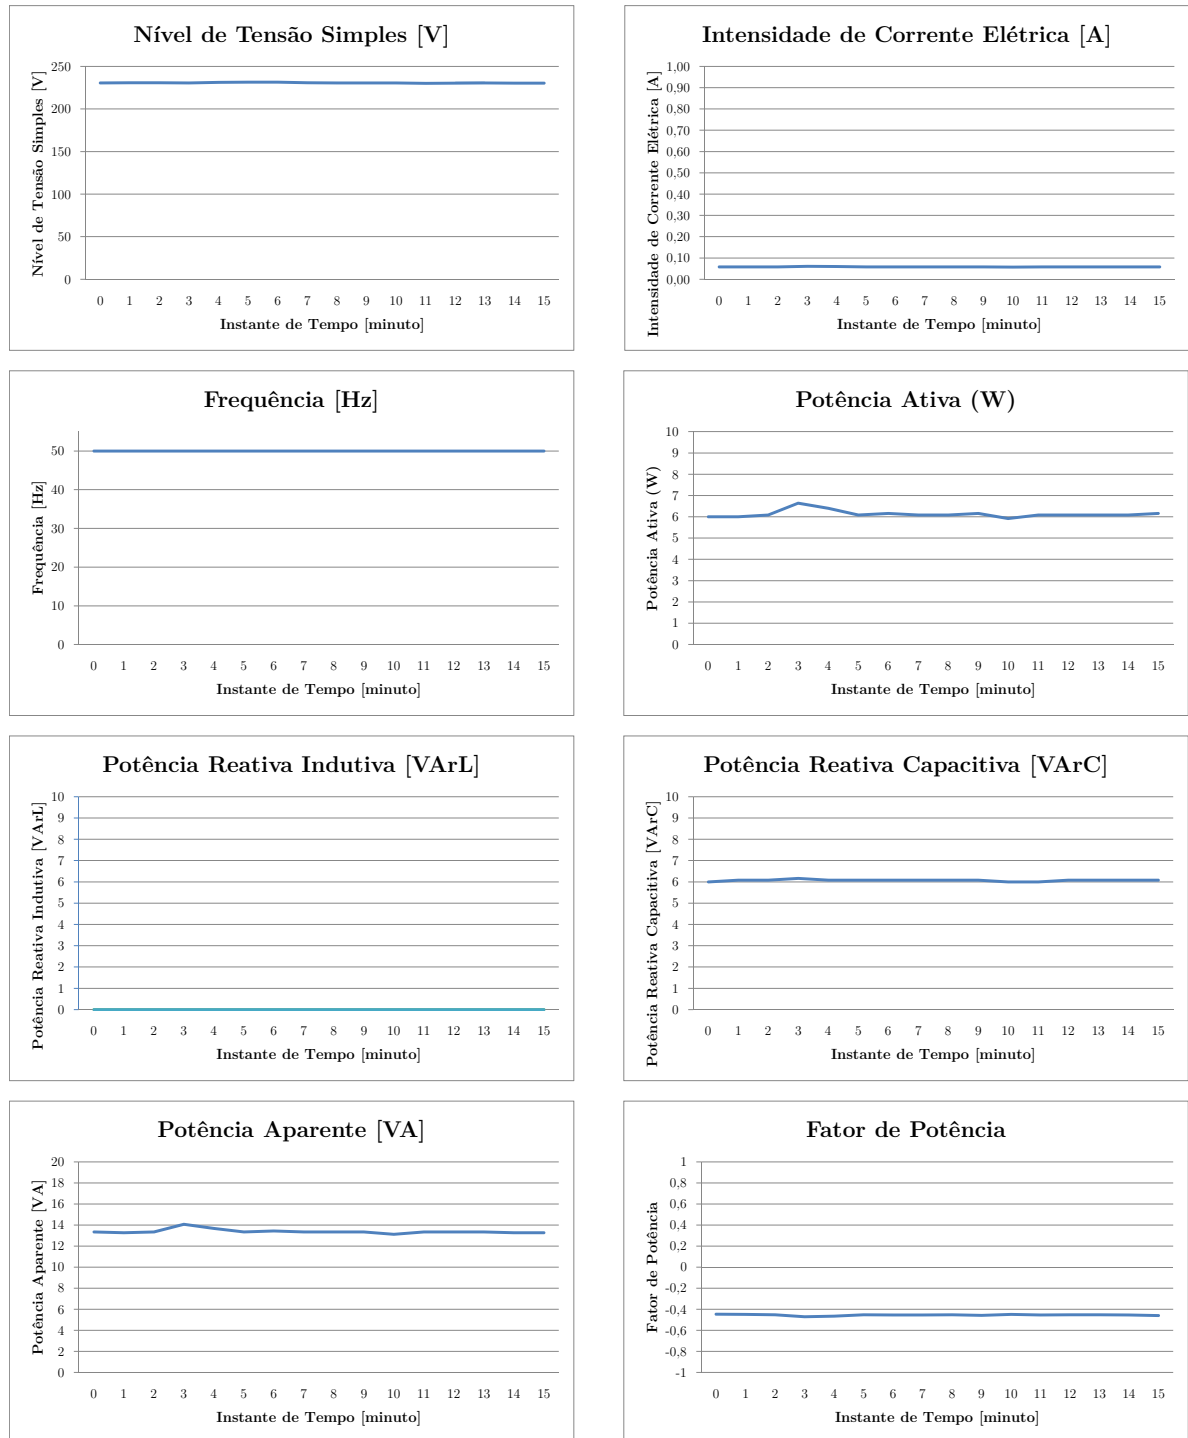 Nível de Tensão Simples [V]
Nível de Tensão Simples [V]
250
200
150
100
50
0
0 1 2 3 4 5 6 7 8 9 10 11 12 13 14 15
Instante de Tempo [minuto]
Intensidade de Corrente Elétrica [A]
Intensidade de Corrente Elétrica [A]
1,00
0,90
0,80
0,70
0,60
0,50
0,40
0,30
0,20
0,10
0,00
0 1 2 3 4 5 6 7 8 9 10 11 12 13 14 15
Instante de Tempo [minuto]
Frequência [Hz]
Frequência [Hz]
50
40
30
20
10
0
0 1 2 3 4 5 6 7 8 9 10 11 12 13 14 15
Instante de Tempo [minuto]
Potência Ativa (W)
Potência Ativa (W)
10
9
8
7
6
5
4
3
2
1
0
0 1 2 3 4 5 6 7 8 9 10 11 12 13 14 15
Instante de Tempo [minuto]
Potência Reativa Indutiva [VArL]
Potência Reativa Indutiva [VArL]
10
9
8
7
6
5
4
3
2
1
0
0 1 2 3 4 5 6 7 8 9 10 11 12 13 14 15
Instante de Tempo [minuto]
Potência Reativa Capacitiva [VArC]
Potência Reativa Capacitiva [VArC]
10
9
8
7
6
5
4
3
2
1
0
0 1 2 3 4 5 6 7 8 9 10 11 12 13 14 15
Instante de Tempo [minuto]
Potência Aparente [VA]
Potência Aparente [VA]
20
18
16
14
12
10
8
6
4
2
0
0 1 2 3 4 5 6 7 8 9 10 11 12 13 14 15
Instante de Tempo [minuto]
Fator de Potência
Fator de Potência
1
0,8
0,6
0,4
0,2
0
-0,2
-0,4
-0,6
-0,8
-1
0 1 2 3 4 5 6 7 8 9 10 11 12 13 14 15
Instante de Tempo [minuto]